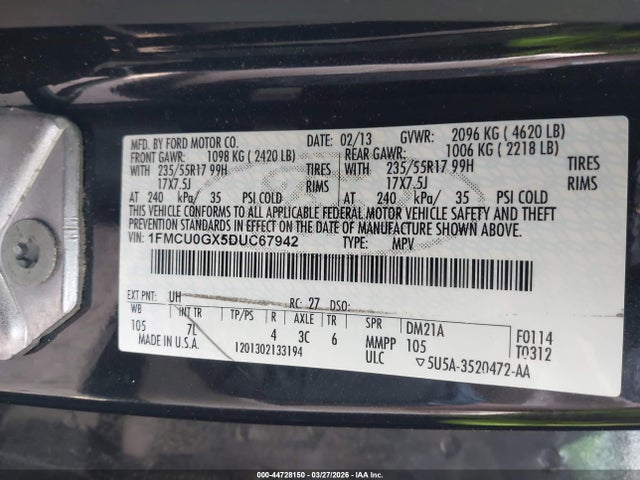 MFD. BY FORD MOTOR CO. DATE: 02/13 GVWR: 2096 KG ( 4620 LB)
FRONT GAWR: 1098 KG ( 2420 LB) REAR GAWR: 1006 KG ( 2218 LB)
WITH 235/55R17 99H TIRES WITH 235/55R17 99H TIRES
17X7.5J RIMS 17X7.5J RIMS
AT 240 kPa/ 35 PSI COLD AT 240 kPa/ 35 PSI COLD
THIS VEHICLE CONFORMS TO ALL APPLICABLE FEDERAL MOTOR VEHICLE SAFETY AND THEFT
PREVENTION STANDARDS IN EFFECT ON THE DATE OF MANUFACTURE SHOWN ABOVE.
VIN: 1FMCU0GX5DUC67942 TYPE: MPV
EXT PNT: UH RC: 27 DSO:
WB INT TR TP/PS R AXLE TR SPR DM21A F0114
105 7L 4 3C 6 MMPP 105 T0312
MADE IN U.S.A. 1201302133194 ULC 5U5A-3520472-AA
000-44728150 - 03/27/2026 - IAAI.com